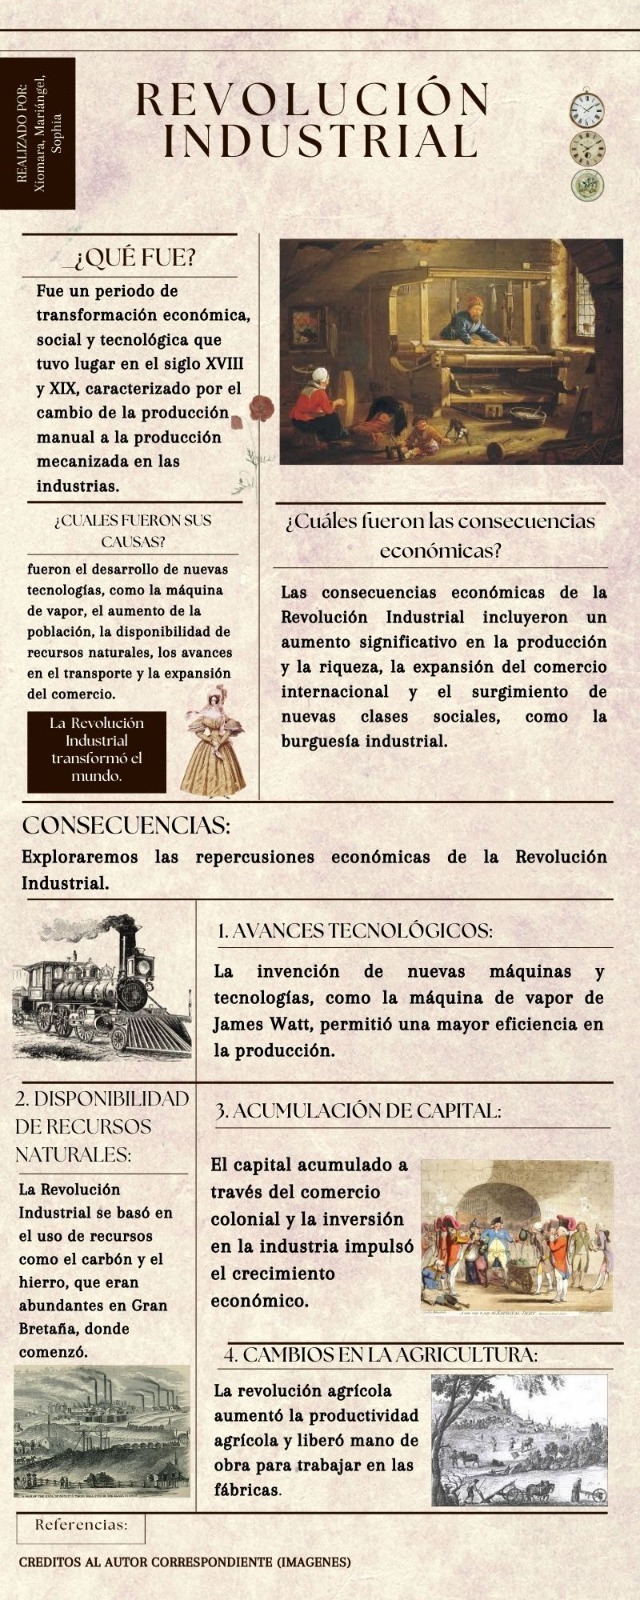 REALIZADO POR:
Xiomara, Mariángel,
Sophia
REVOLUCIÓN
INDUSTRIAL
¿QUÉ FUE?
Fue un periodo de
transformación económica,
social y tecnológica que
tuvo lugar en el siglo XVIII
y XIX, caracterizado por el
cambio de la producción
manual a la producción
mecanizada en las
industrias.
¿CUALES FUERON SUS
CAUSAS?
fueron el desarrollo de nuevas
tecnologías, como la máquina
de vapor, el aumento de la
población, la disponibilidad de
recursos naturales, los avances
en el transporte y la expansión
del comercio.
La Revolución
Industrial
transformó el
mundo.
¿Cuáles fueron las consecuencias
económicas?
Las consecuencias económicas de la
Revolución Industrial incluyeron un
aumento significativo en la producción
y la riqueza, la expansión del comercio
internacional y el surgimiento de
nuevas clases sociales, como la
burguesía industrial.
CONSECUENCIAS:
Exploraremos las repercusiones económicas de la Revolución
Industrial.
1. AVANCES TECNOLÓGICOS:
La invención de nuevas máquinas y
tecnologías, como la máquina de vapor de
James Watt, permitió una mayor eficiencia en
la producción.
2. DISPONIBILIDAD
DE RECURSOS
NATURALES:
La Revolución
Industrial se basó en
el uso de recursos
como el carbón y el
hierro, que eran
abundantes en Gran
Bretaña, donde
comenzó.
3. ACUMULACIÓN DE CAPITAL:
El capital acumulado a
través del comercio
colonial y la inversión
en la industria impulsó
el crecimiento
económico.
4. CAMBIOS EN LA AGRICULTURA:
La revolución agrícola
aumentó la productividad
agrícola y liberó mano de
obra para trabajar en las
fábricas.
Referencias:
CREDITOS AL AUTOR CORRESPONDIENTE (IMAGENES)